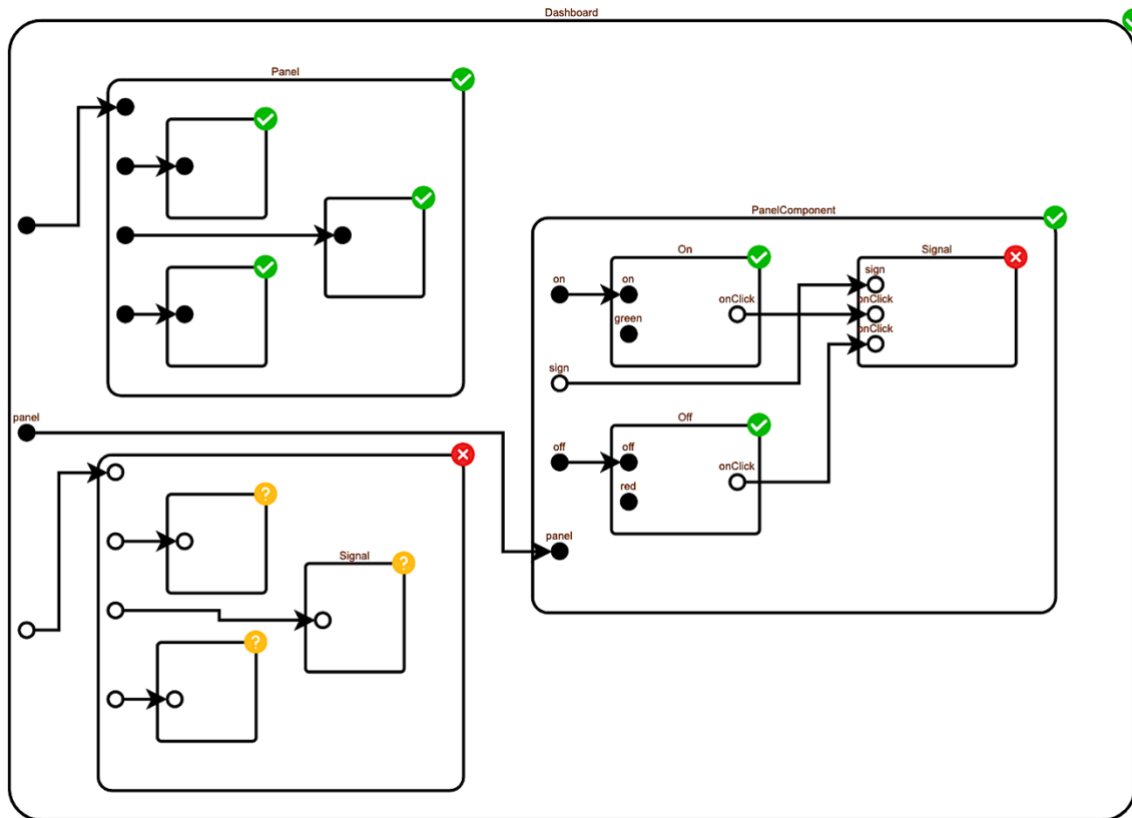 Dashboard
Panel
panel
Signal
PanelComponent
On
on
on
green
onClick
sign
Off
off
off
red
onClick
panel
Signal
sign
onClick
onClick